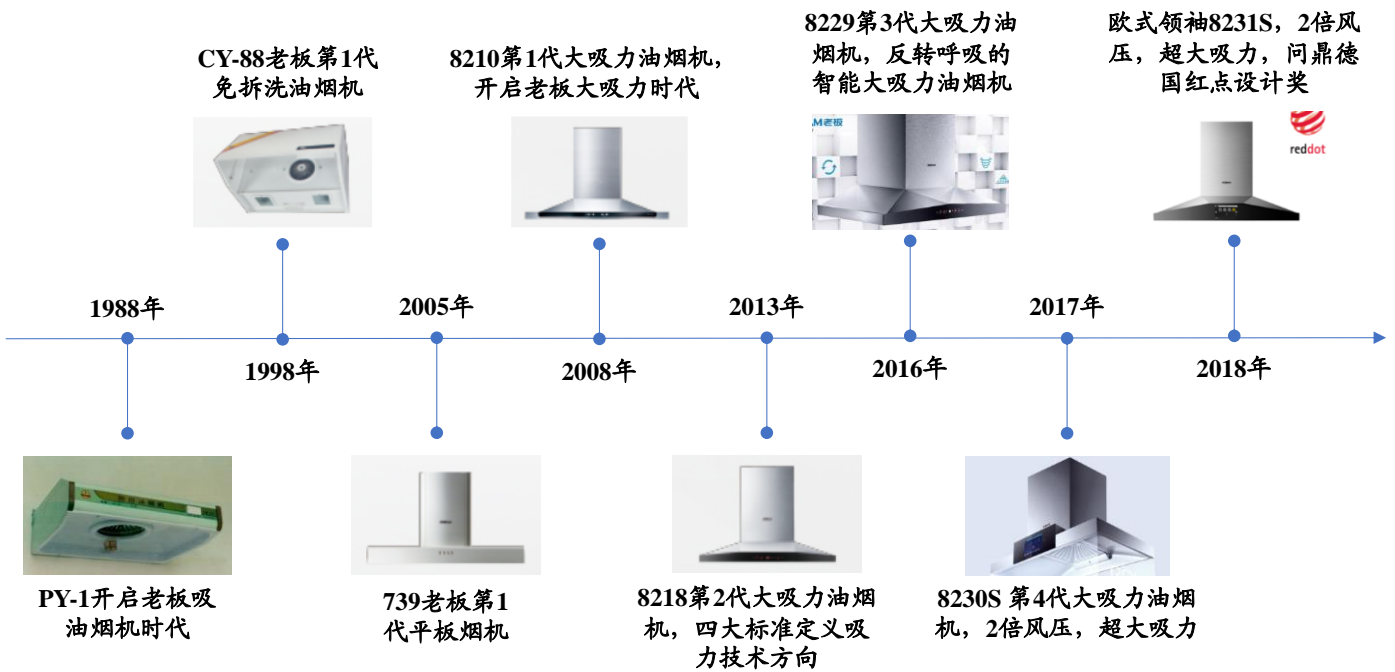 CY-88老板第1代
免拆洗油烟机
8210第1代大吸力油烟机，
开启老板大吸力时代
8229第3代大吸力油
烟机，反转呼吸的
智能大吸力油烟机
欧式领袖8231S，2倍风
压，超大吸力，问鼎德
国红点设计奖
AM老板
reddot
1988年
2005年
2013年
2017年
1998年
2008年
2016年
2018年
PY-1开启老板吸
油烟机时代
739老板第1
代平板烟机
8218第2代大吸力油烟
机，四大标准定义吸
力技术方向
8230S 第4代大吸力油烟
机，2倍风压，超大吸力